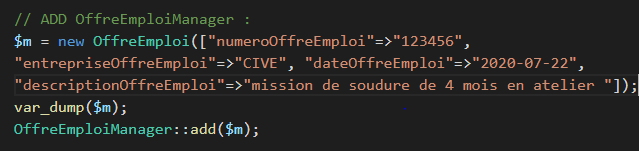 // ADD OffreEmploiManager :
$m = new OffreEmploi(["numeroOffreEmploi"=>"123456",
"entrepriseOffreEmploi"=>"CIVE", "dateOffreEmploi"=>"2020-07-22",
"descriptionOffreEmploi"=>"mission de soudure de 4 mois en atelier "]);
var_dump($m);
OffreEmploiManager::add($m);